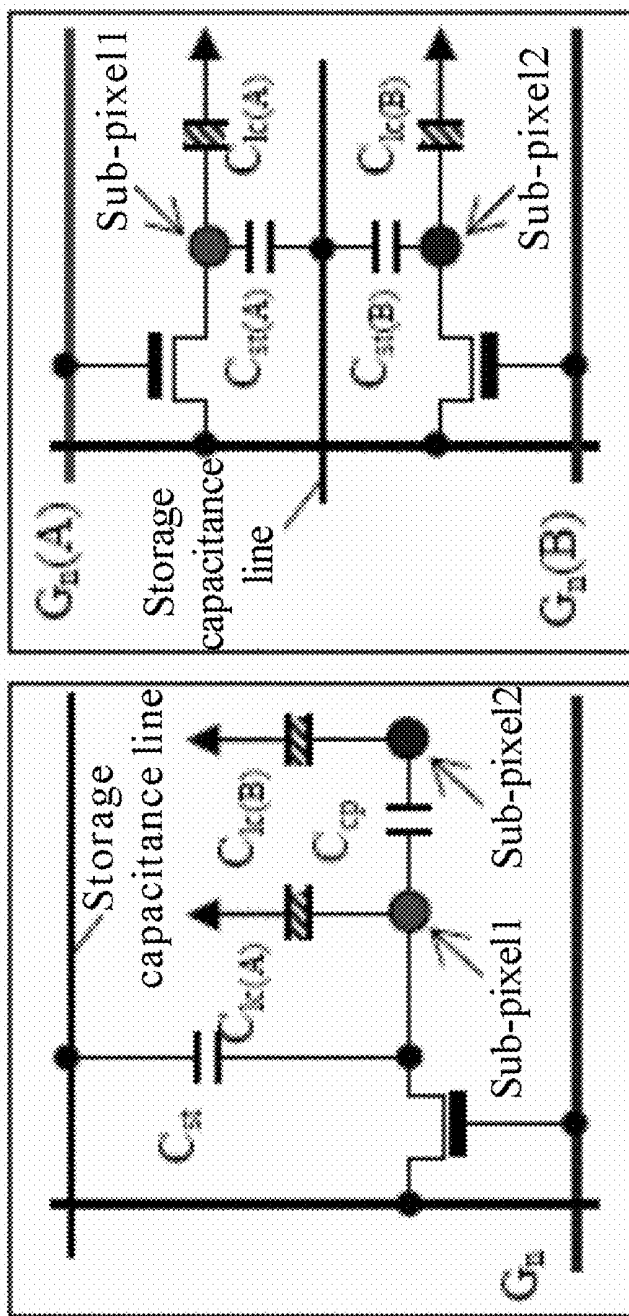 Storage
capacitance line
Cst
Clc(A)
Clc(B)
Ccp
Sub-pixel1
Sub-pixel2
Gn
Gn(A)
Sub-pixel1
Storage
capacitance
line
Cst(A)
Clc(A)
Cst(B)
Clc(B)
Sub-pixel2
Gn(B)